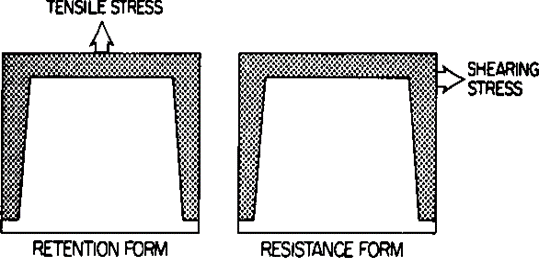 TENSILE STRESS
SHEARING
STRESS
RETENTION FORM
RESISTANCE FORM